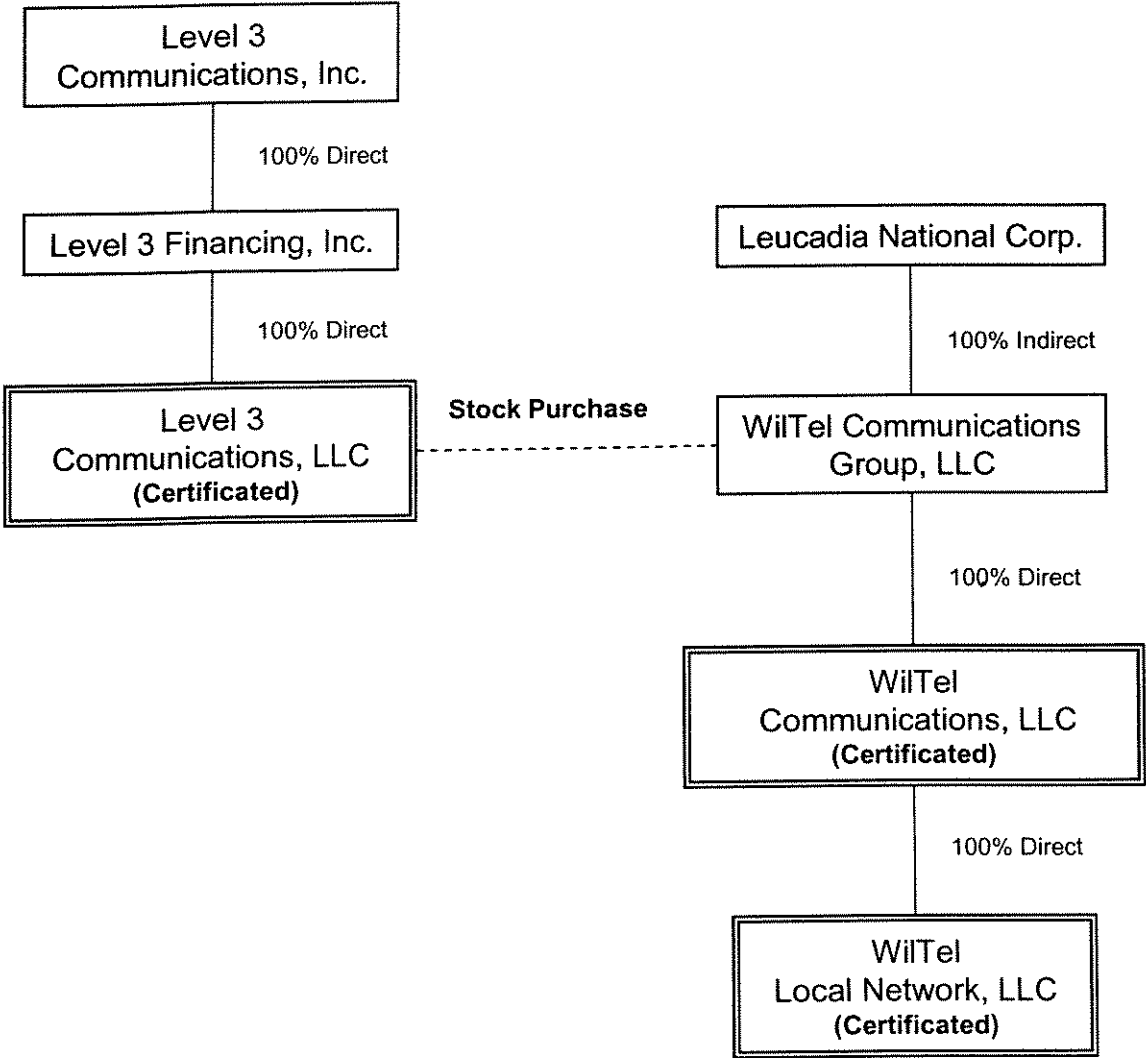 Level 3
Communications, Inc.
100% Direct
Level 3 Financing, Inc.
100% Direct
Level 3
Communications, LLC
(Certificated)
Stock Purchase
Leucadia National Corp.
100% Indirect
WilTel Communications
Group, LLC
100% Direct
WilTel
Communications, LLC
(Certificated)
100% Direct
WilTel
Local Network, LLC
(Certificated)